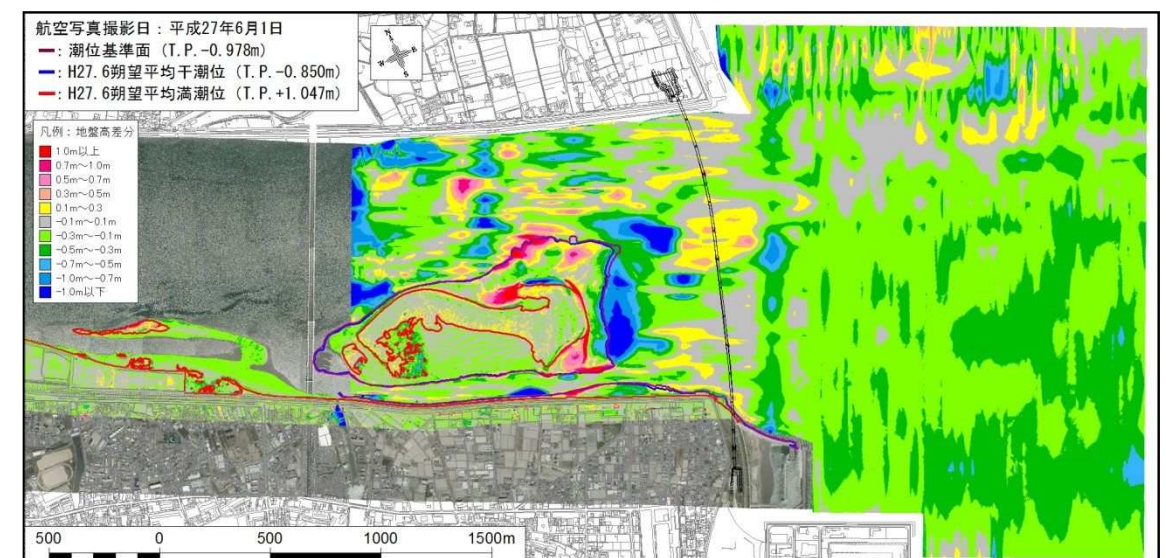 航空写真撮影日：平成27年6月1日
━：潮位基準面（T.P.-0.978m）
━：H27.6朔望平均干潮位（T.P.-0.850m）
━：H27.6朔望平均満潮位（T.P.+1.047m）
N
E
W
S
凡例：地盤高差分
1.0m以上
0.7m～1.0m
0.5m～0.7m
0.3m～0.5m
0.1m～0.3
-0.1m～0.1m
-0.3m～-0.1m
-0.5m～-0.3m
-0.7m～-0.5m
-1.0m～-0.7m
-1.0m以下
500 0 500 1000 1500m